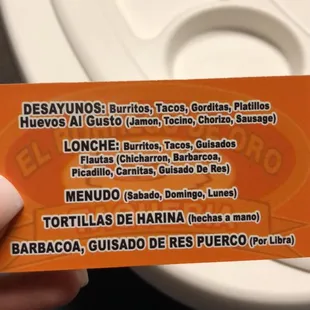 DESAYUNOS: Burritos, Tacos, Gorditas, Platillos
Huevos Al Gusto (Jamon, Tocino, Chorizo, Sausage)
LONCHE: Burritos, Tacos, Guisados
Flautas (Chicharron, Barbarcoa,
Picadillo, Carnitas, Guisado De Res)
MENUDO (Sabado, Domingo, Lunes)
TORTILLAS DE HARINA (hechas a mano)
BARBACOA, GUISADO DE RES PUERCO (Por Libra)